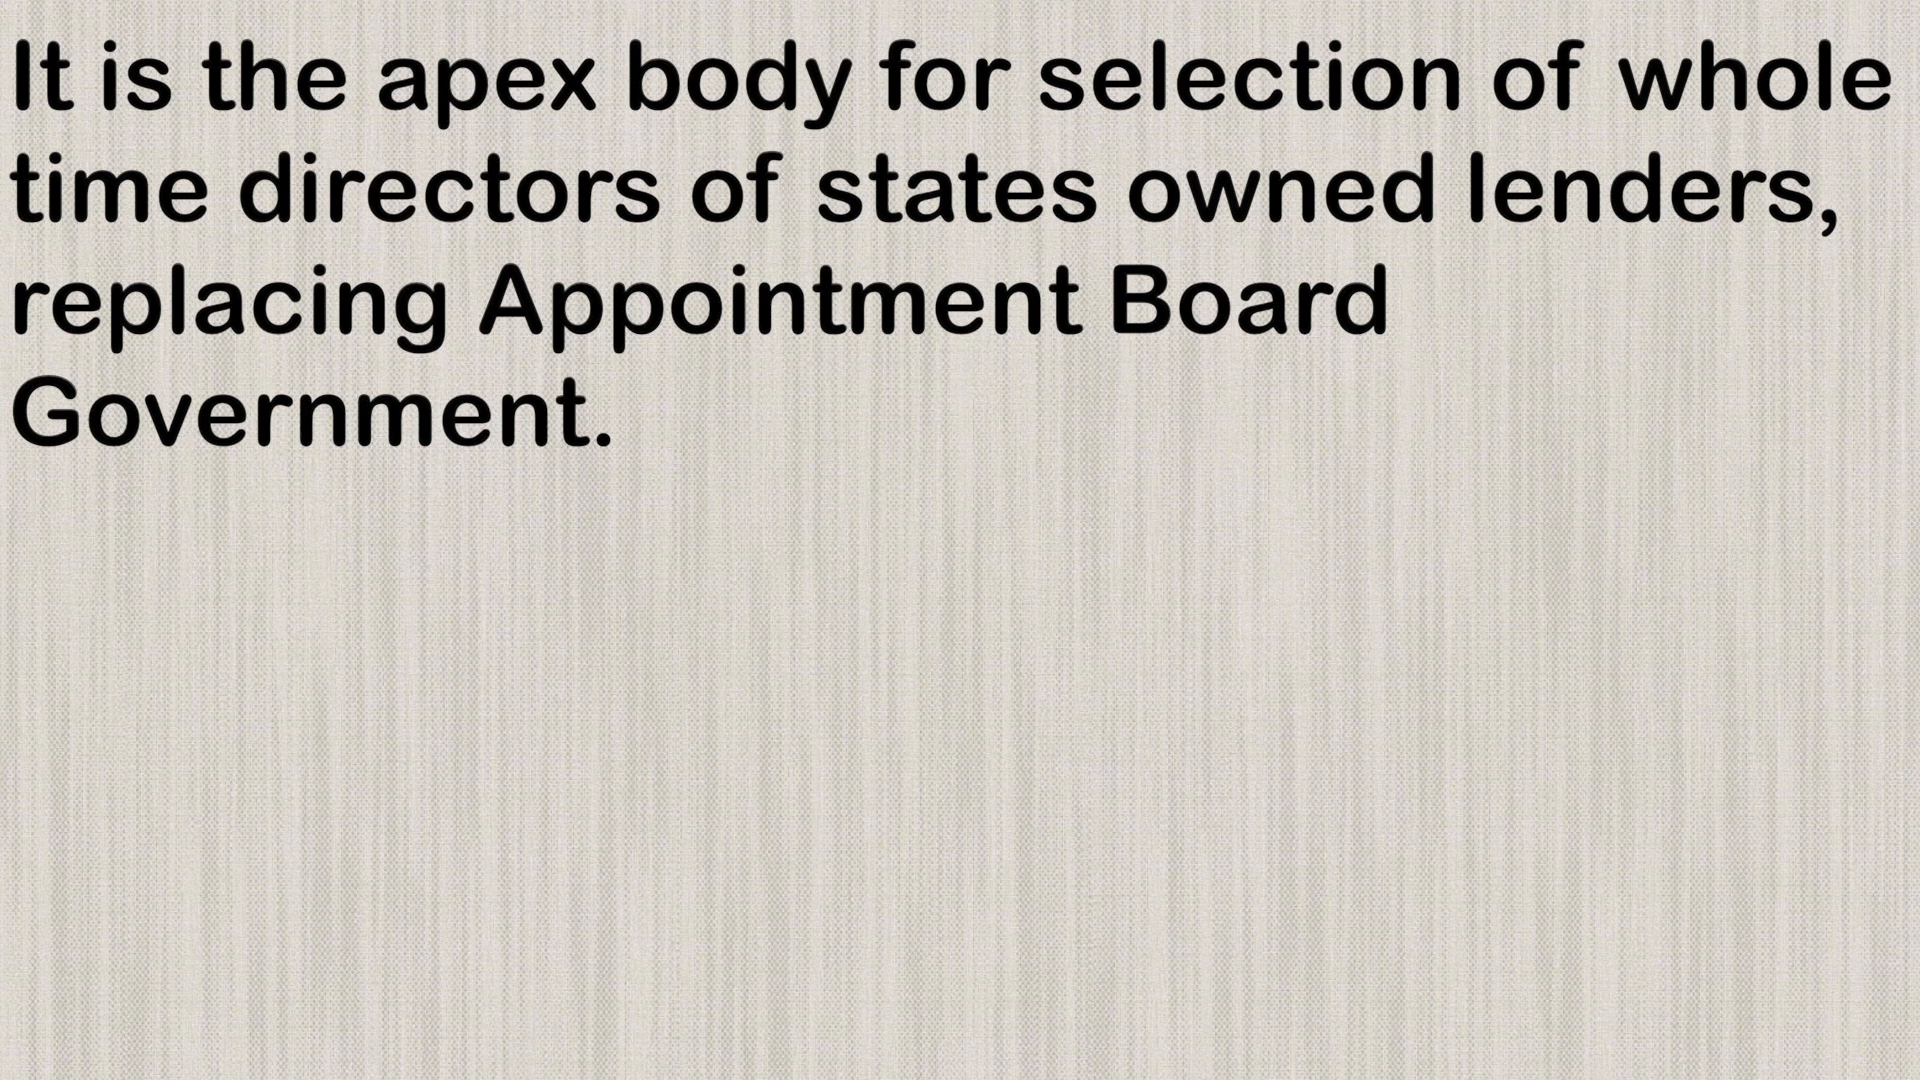 It is the apex body for selection of whole
time directors of states owned lenders,
replacing Appointment Board
Government.